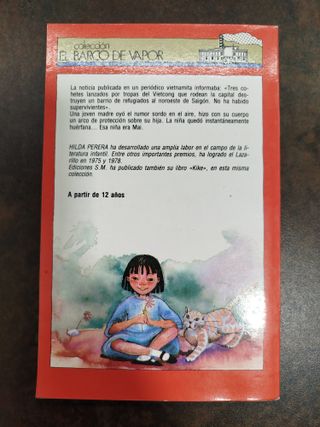 colección
EL BARCO DE VAPOR
La noticia publicada en un periódico vietnamita informaba: «Tres co-
hetes lanzados por tropas del Vietcong que rodean la capital des-
truyen un barco de refugiados al noroeste de Saigón. No ha habido
supervivientes».
Una joven madre oyó el rumor sordo en el aire, hizo con su cuerpo
un arco de protección sobre su hija. La niña quedó instantáneamente
huérfana... Esa niña era Mai.
HILDA PERERA ha desarrollado una amplia labor en el campo de la li-
teratura infantil. Entre otros importantes premios, ha logrado el Laza-
rillo en 1975 y 1978.
Ediciones S.M. ha publicado también su libro «Kike», en esta misma
colección.
A partir de 12 años